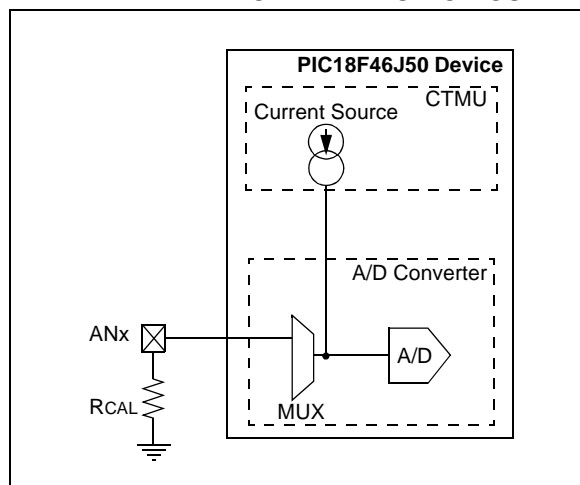 PIC18F46J50 Device
CTMU
Current Source
A/D Converter
ANx
A/D
RCAL
MUX